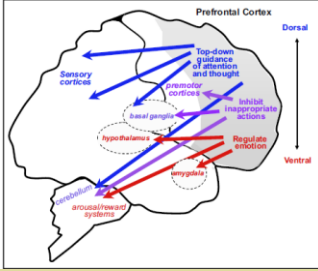 Prefrontal Cortex
Dorsal
Top-down
guidance
of attention
and thought
Sensory
cortices
premotor
cortices
Inhibit
inappropriate
actions
basal ganglia
hypothalamus
Regulate
emotion
Ventral
amygdala
cerebellum
arousal/reward
systems